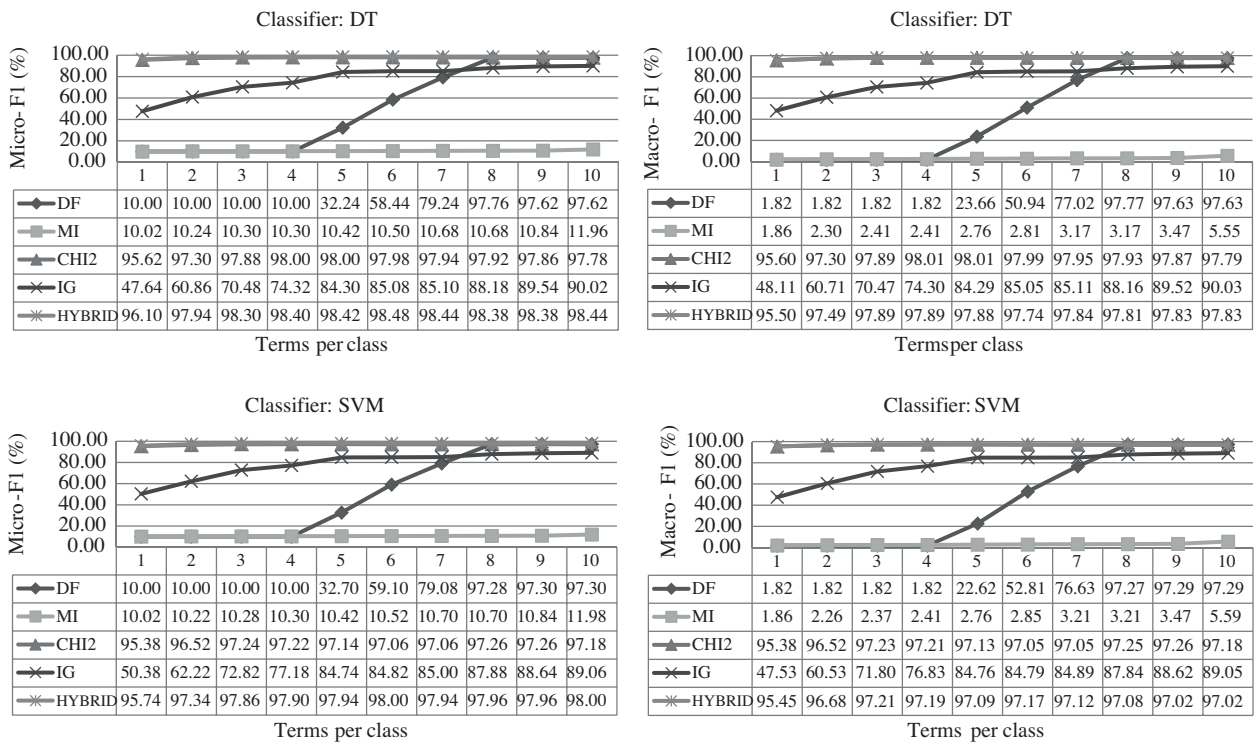 Classifier: DT
Micro- F1 (%)
100.00
80.00
60.00
40.00
20.00
0.00
1 2 3 4 5 6 7 8 9 10
DF 10.00 10.00 10.00 10.00 32.24 58.44 79.24 97.76 97.62 97.62
MI 10.02 10.24 10.30 10.30 10.42 10.50 10.68 10.68 10.84 11.96
CHI2 95.62 97.30 97.88 98.00 98.00 97.98 97.94 97.92 97.86 97.78
IG 47.64 60.86 70.48 74.32 84.30 85.08 85.10 88.18 89.54 90.02
HYBRID 96.10 97.94 98.30 98.40 98.42 98.48 98.44 98.38 98.38 98.44
Terms per class
Classifier: DT
Macro- F1 (%)
100.00
80.00
60.00
40.00
20.00
0.00
1 2 3 4 5 6 7 8 9 10
DF 1.82 1.82 1.82 1.82 23.66 50.94 77.02 97.77 97.63 97.63
MI 1.86 2.30 2.41 2.41 2.76 2.81 3.17 3.17 3.47 5.55
CHI2 95.60 97.30 97.89 98.01 98.01 97.99 97.95 97.93 97.87 97.79
IG 48.11 60.71 70.47 74.30 84.29 85.05 85.11 88.16 89.52 90.03
HYBRID 95.50 97.49 97.89 97.89 97.88 97.74 97.84 97.81 97.83 97.83
Termsper class
Classifier: SVM
Micro-F1 (%)
100.00
80.00
60.00
40.00
20.00
0.00
1 2 3 4 5 6 7 8 9 10
DF 10.00 10.00 10.00 10.00 32.70 59.10 79.08 97.28 97.30 97.30
MI 10.02 10.22 10.28 10.30 10.42 10.52 10.70 10.70 10.84 11.98
CHI2 95.38 96.52 97.24 97.22 97.14 97.06 97.06 97.26 97.26 97.18
IG 50.38 62.22 72.82 77.18 84.74 84.82 85.00 87.88 88.64 89.06
HYBRID 95.74 97.34 97.86 97.90 97.94 98.00 97.94 97.96 97.96 98.00
Terms per class
Classifier: SVM
Macro- F1 (%)
100.00
80.00
60.00
40.00
20.00
0.00
1 2 3 4 5 6 7 8 9 10
DF 1.82 1.82 1.82 1.82 22.62 52.81 76.63 97.27 97.29 97.29
MI 1.86 2.26 2.37 2.41 2.76 2.85 3.21 3.21 3.47 5.59
CHI2 95.38 96.52 97.23 97.21 97.13 97.05 97.05 97.25 97.26 97.18
IG 47.53 60.53 71.80 76.83 84.76 84.79 84.89 87.84 88.62 89.05
HYBRID 95.45 96.68 97.21 97.19 97.09 97.17 97.12 97.08 97.02 97.02
Terms per class